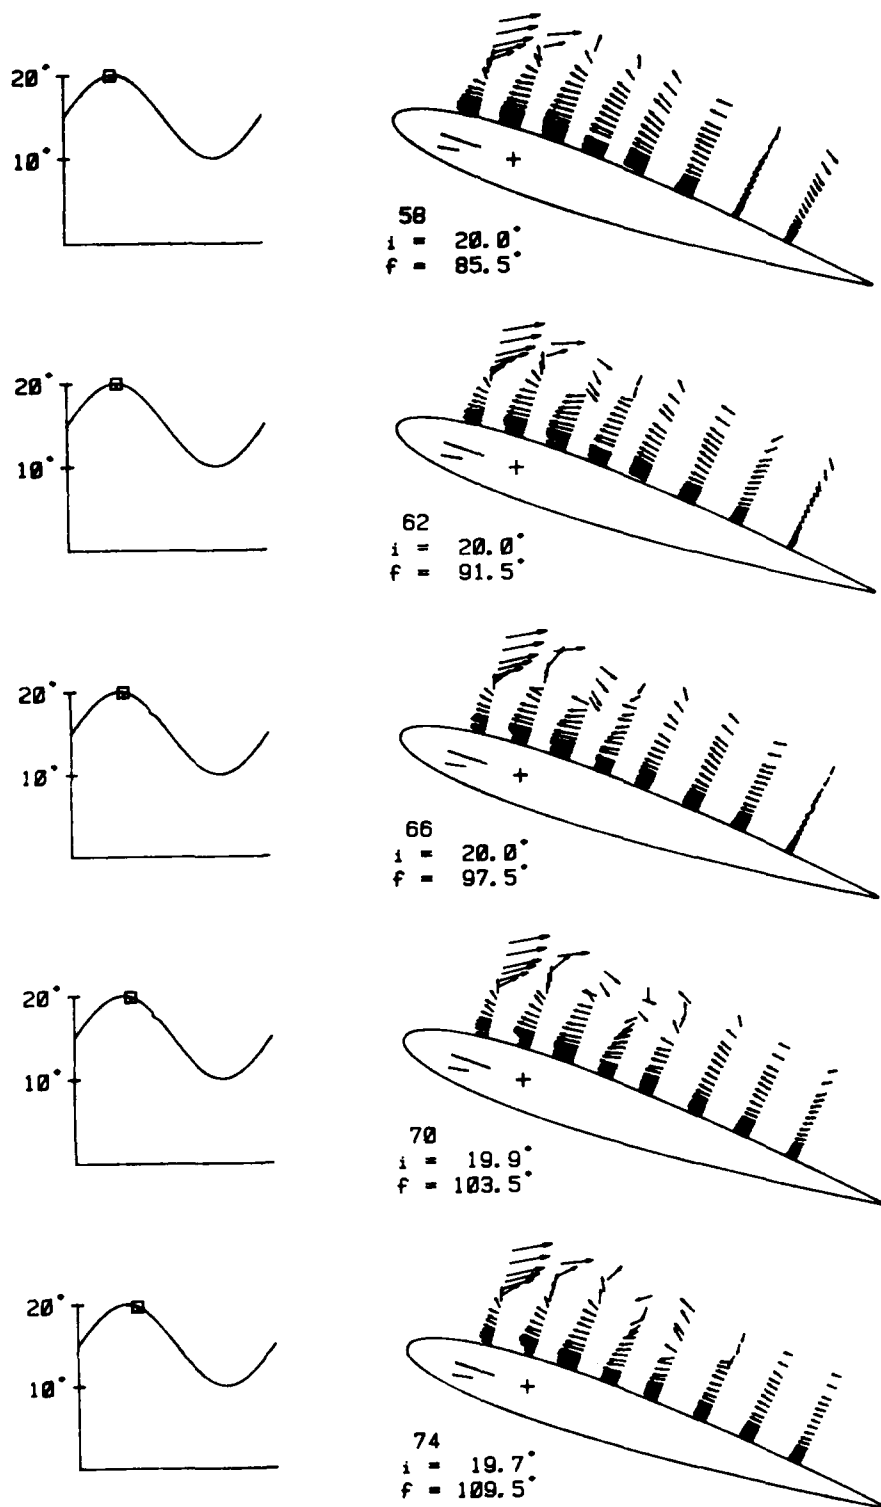 20°
10°
58
i = 20.0°
f = 85.5°
20°
10°
62
i = 20.0°
f = 91.5°
20°
10°
66
i = 20.0°
f = 97.5°
20°
10°
70
i = 19.9°
f = 103.5°
20°
10°
74
i = 19.7°
f = 109.5°